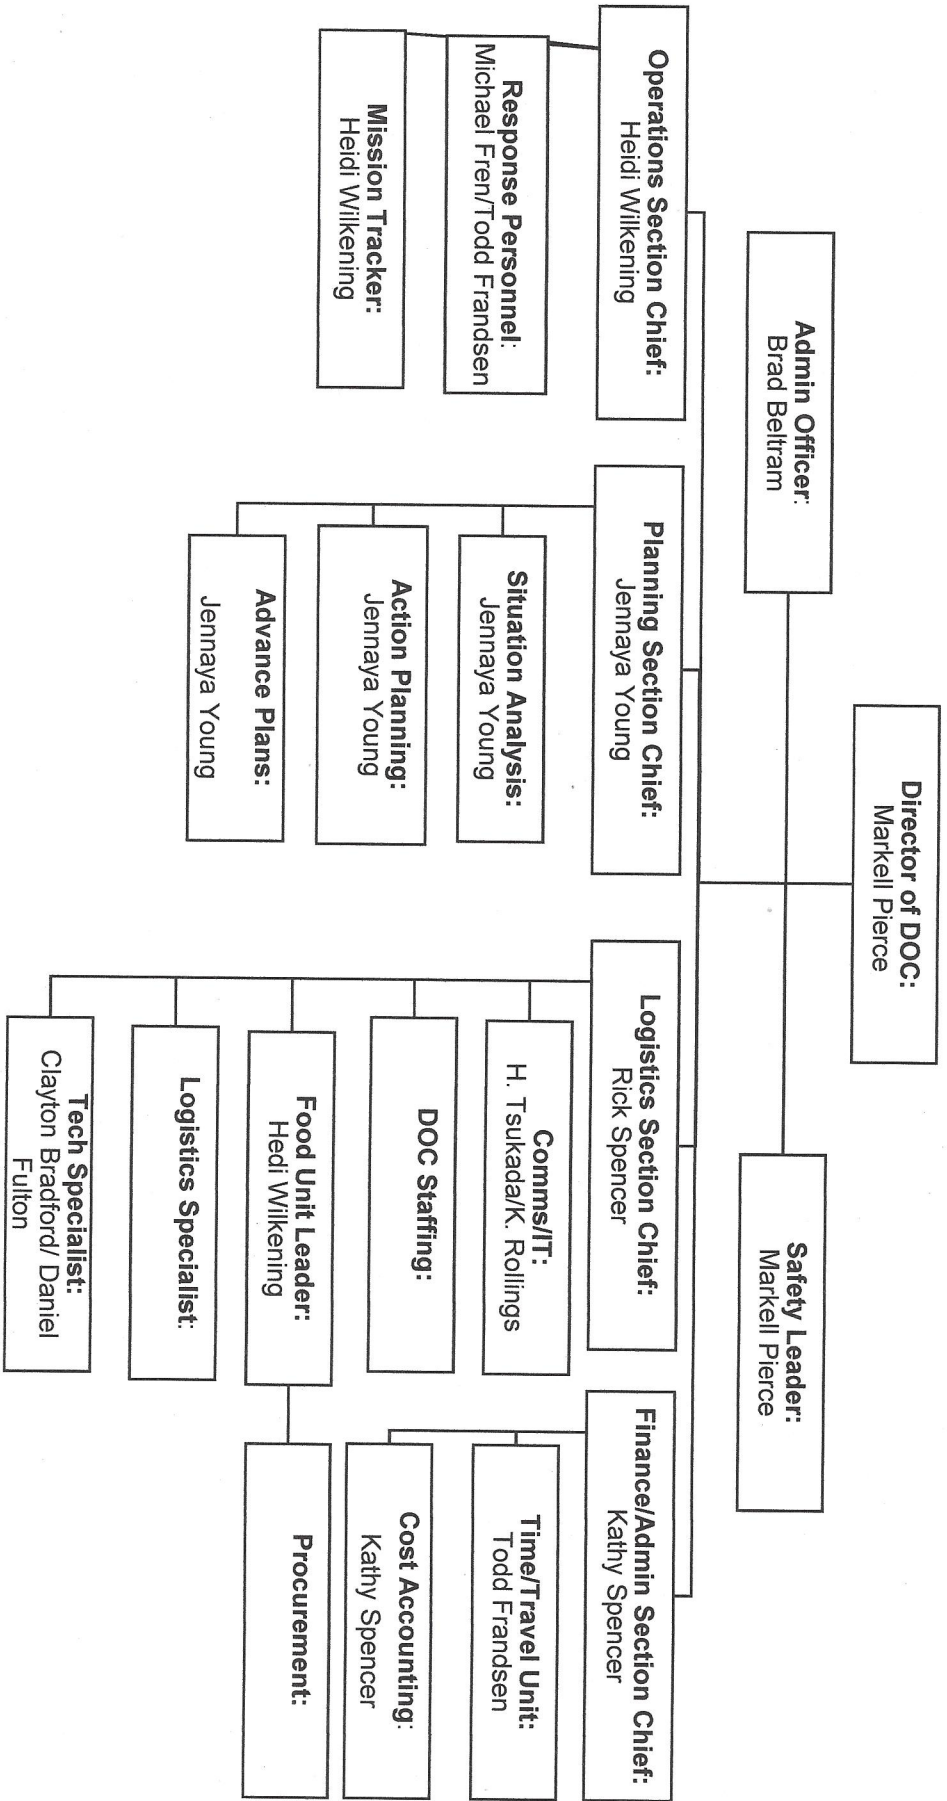 Director of DOC:
Markell Pierce
Admin Officer:
Brad Beltram
Safety Leader:
Markell Pierce
Operations Section Chief:
Heidi Wilkening
Response Personnel:
Michael Fren/Todd Frandsen
Mission Tracker:
Heidi Wilkening
Planning Section Chief:
Jennaya Young
Situation Analysis:
Jennaya Young
Action Planning:
Jennaya Young
Advance Plans:
Jennaya Young
Logistics Section Chief:
Rick Spencer
Comms/IT:
H. Tsukada/K. Rollings
DOC Staffing:
Food Unit Leader:
Hedi Wilkening
Logistics Specialist:
Tech Specialist:
Clayton Bradford/ Daniel
Fulton
Finance/Admin Section Chief:
Kathy Spencer
Time/Travel Unit:
Todd Frandsen
Cost Accounting:
Kathy Spencer
Procurement: